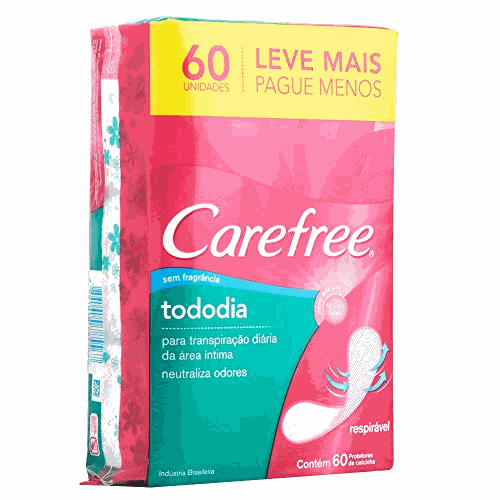 60
UNIDADES
LEVE MAIS
PAGUE MENOS
Carefree®
sem fragrância
tododia
para transpiração diária
da área íntima
neutraliza odores
respirável
Contém 60 Protetores
de calcinha
Indústria Brasileira